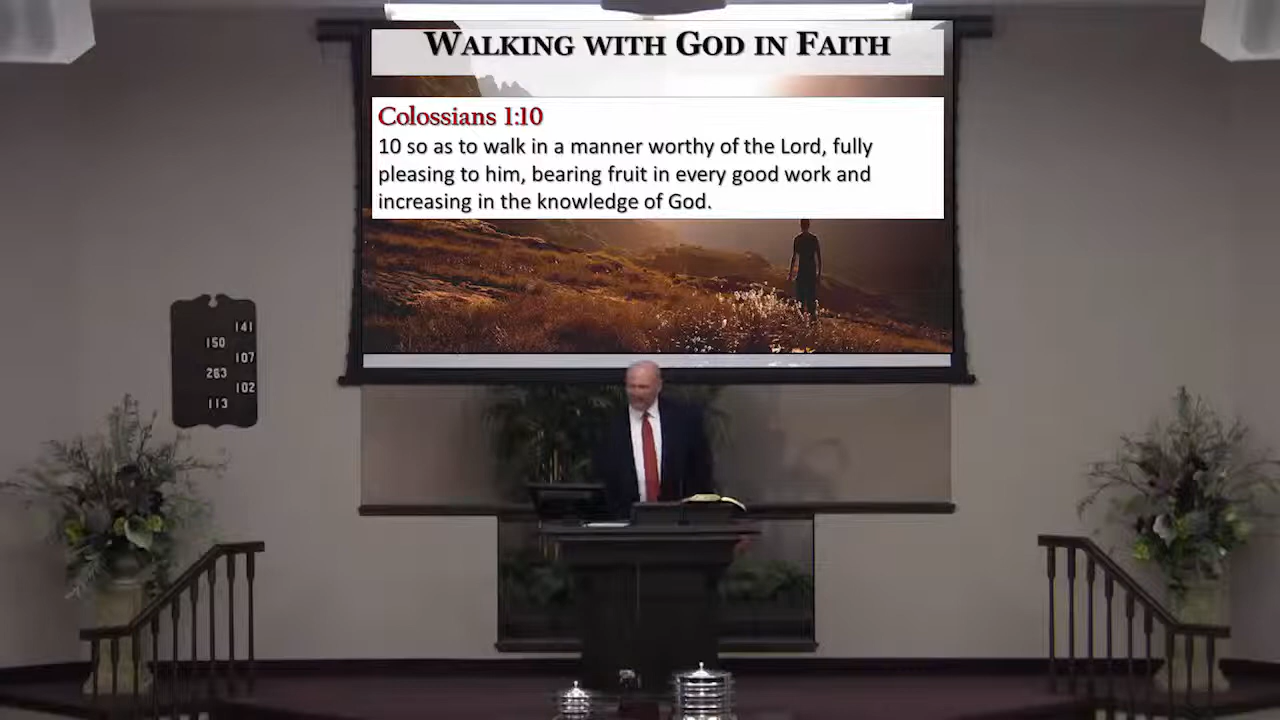 WALKING WITH GOD IN FAITH
Colossians 1:10
10 so as to walk in a manner worthy of the Lord, fully
pleasing to him, bearing fruit in every good work and
increasing in the knowledge of God.
141
150
107
263
102
113